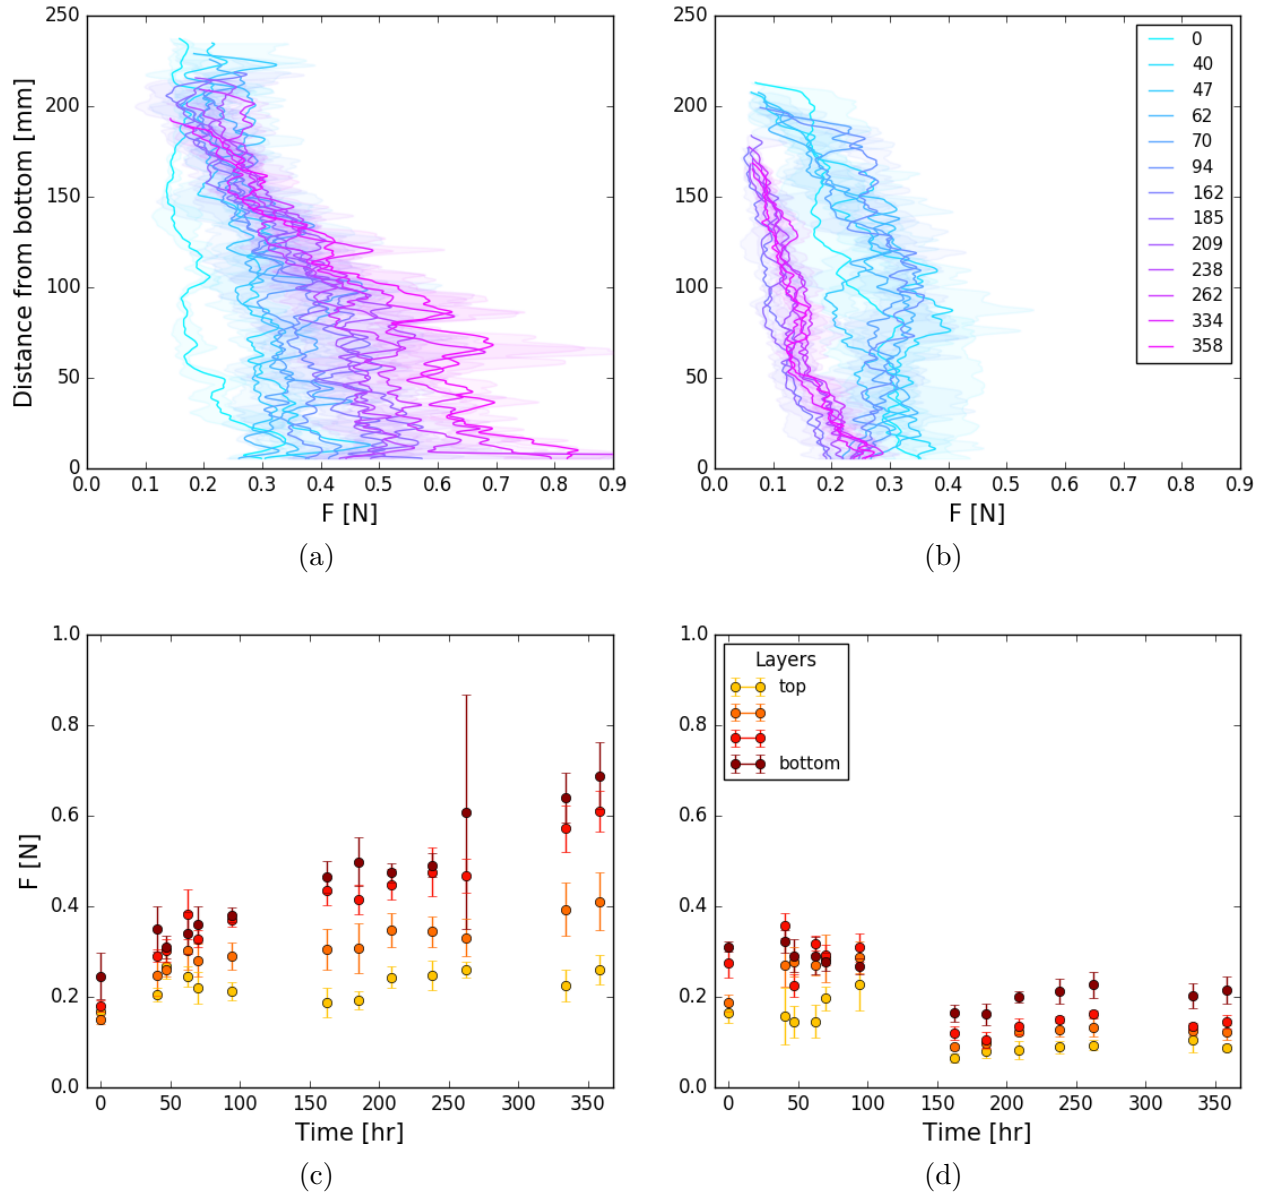 250
200
150
100
50
0
Distance from bottom [mm]
0.0 0.1 0.2 0.3 0.4 0.5 0.6 0.7 0.8 0.9
F [N]
(a)
250
200
150
100
50
0
0
40
47
62
70
94
162
185
209
238
262
334
358
0.0 0.1 0.2 0.3 0.4 0.5 0.6 0.7 0.8 0.9
F [N]
(b)
1.0
0.8
0.6
0.4
0.2
0.0
F [N]
0 50 100 150 200 250 300 350
Time [hr]
(c)
1.0
0.8
0.6
0.4
0.2
0.0
Layers
top
bottom
0 50 100 150 200 250 300 350
Time [hr]
(d)